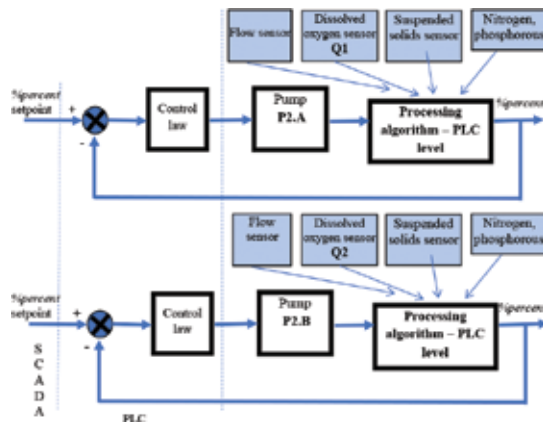 Flow sensor
Dissolved
oxygen sensor
Q1
Suspended
solids sensor
Nitrogen,
phosphorous
%percent
setpoint
+
-
Control
law
Pump
P2.A
Processing
algorithm – PLC
level
%percent
Flow
sensor
Dissolved
oxygen sensor
Q2
Suspended
solids sensor
Nitrogen,
phosphorous
%percent
setpoint
+
-
Control
law
Pump
P2.B
Processing
algorithm – PLC
level
%percent
S
C
A
D
A
PLC